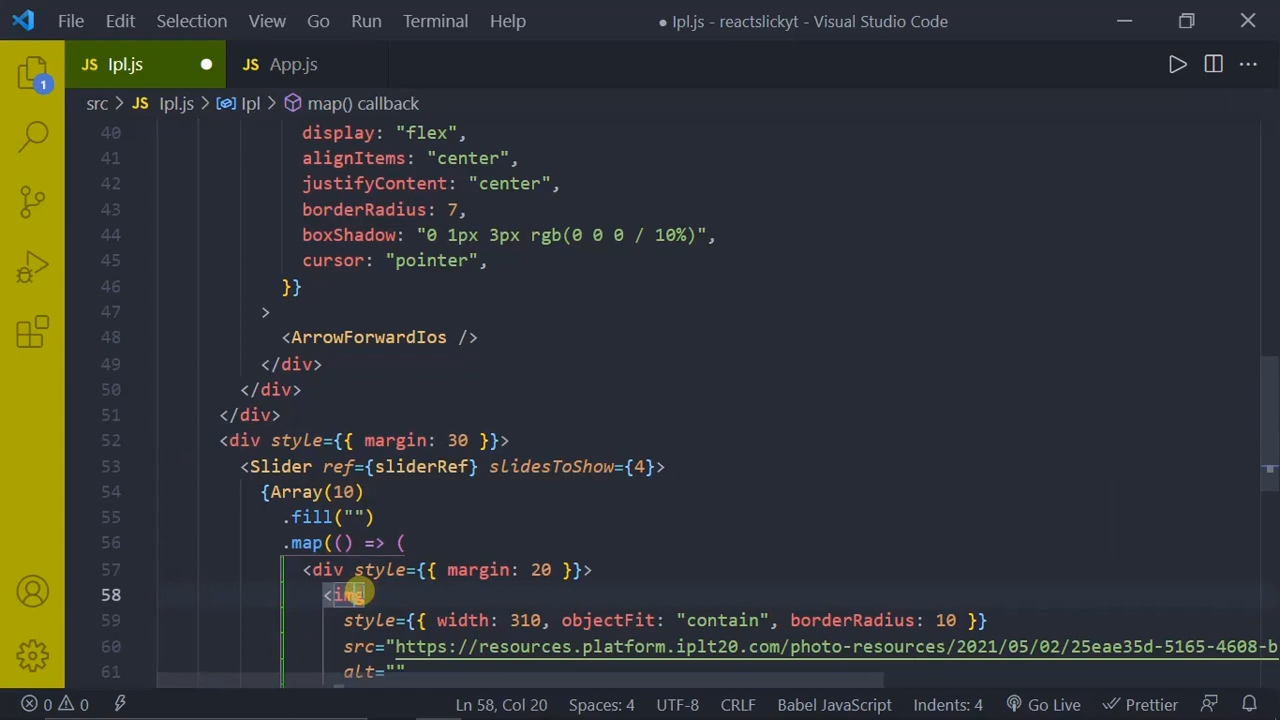 File Edit Selection View Go Run Terminal Help ● Ipl.js - reactslickyt - Visual Studio Code
JS Ipl.js ● JS App.js
1
src > JS Ipl.js > Ipl > map() callback
40 display: "flex",
41 alignItems: "center",
42 justifyContent: "center",
43 borderRadius: 7,
44 boxShadow: "0 1px 3px rgb(0 0 0 / 10%)",
45 cursor: "pointer",
46 }}
47 >
48 <ArrowForwardIos />
49 </div>
50 </div>
51 </div>
52 <div style={{ margin: 30 }}>
53 <Slider ref={sliderRef} slidesToShow={4}>
54 {Array(10)
55 .fill("")
56 .map(() => (
57 <div style={{ margin: 20 }}>
58 <img
59 style={{ width: 310, objectFit: "contain", borderRadius: 10 }}
60 src="https://resources.platform.iplt20.com/photo-resources/2021/05/02/25eae35d-5165-4608-b
61 alt=""
0 0 Ln 58, Col 20 Spaces: 4 UTF-8 CRLF Babel JavaScript Indents: 4 Go Live Prettier